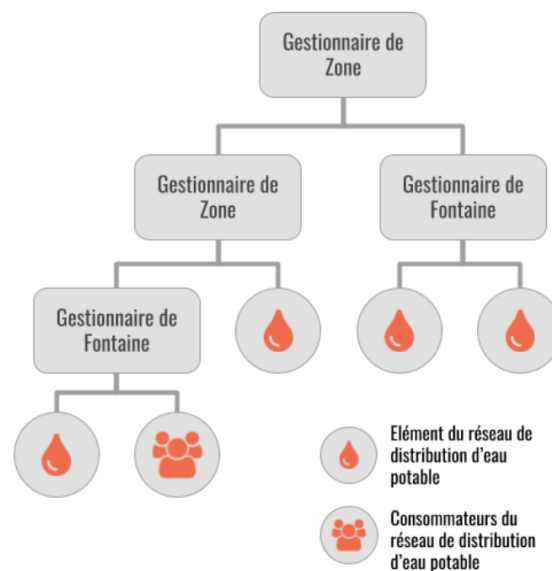 Gestionnaire de
Zone
Gestionnaire de
Zone
Gestionnaire de
Fontaine
Gestionnaire de
Fontaine
Elément du réseau de
distribution d'eau
potable
Consommateurs du
réseau de distribution
d'eau potable